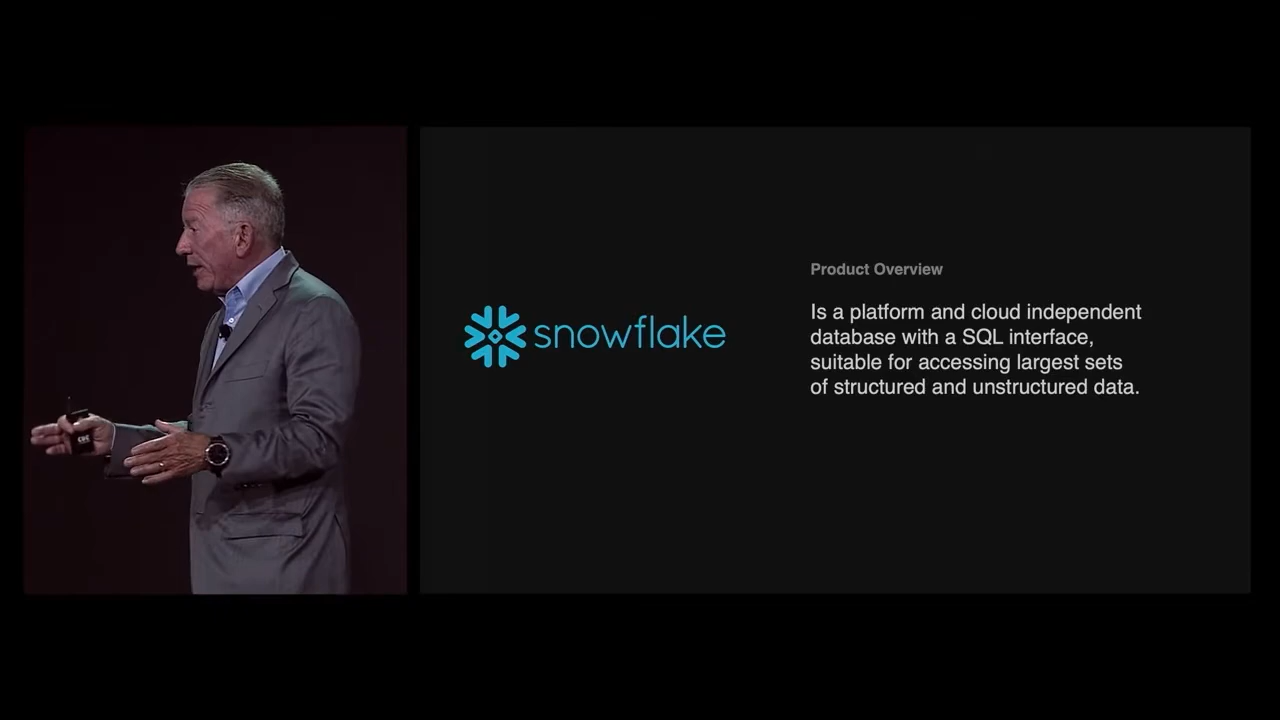 snowflake
Product Overview
Is a platform and cloud independent
database with a SQL interface,
suitable for accessing largest sets
of structured and unstructured data.